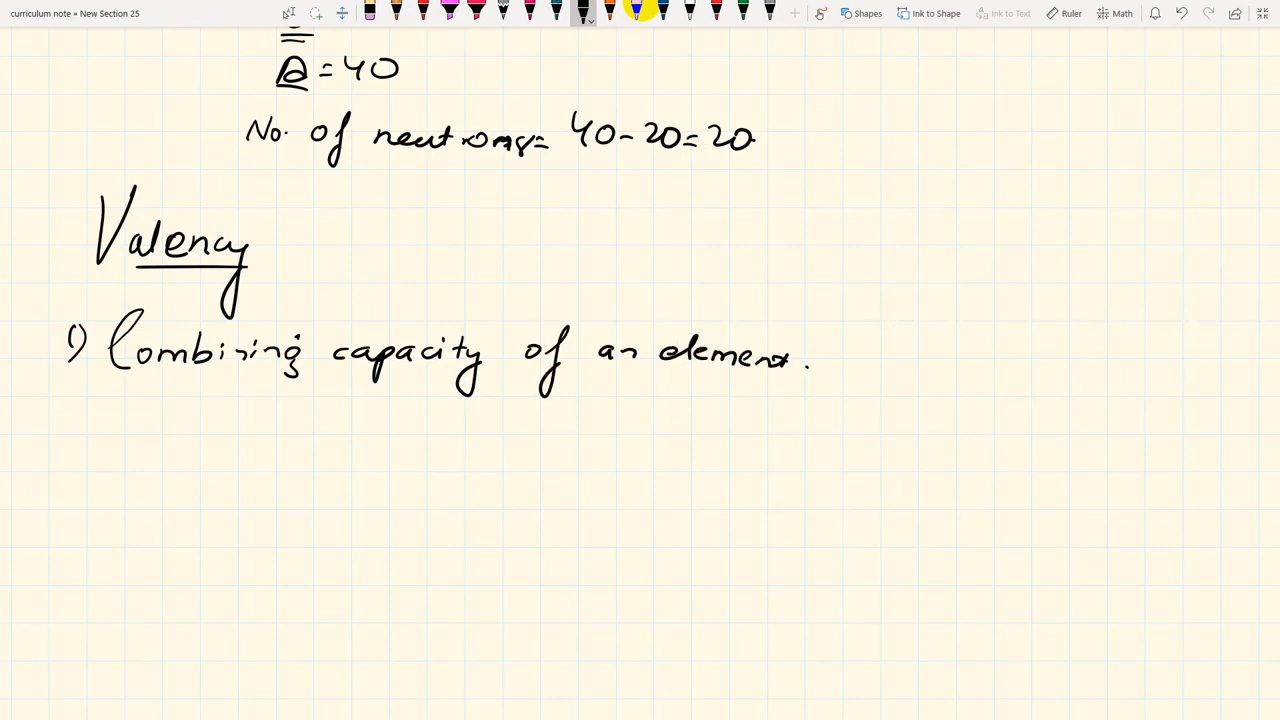 curriculum note » New Section 25
Shapes Ink to Shape Ink to Text Ruler Math
A = 40
No. of neutrons = 40 - 20 = 20
Valency
1) Combining capacity of an element.